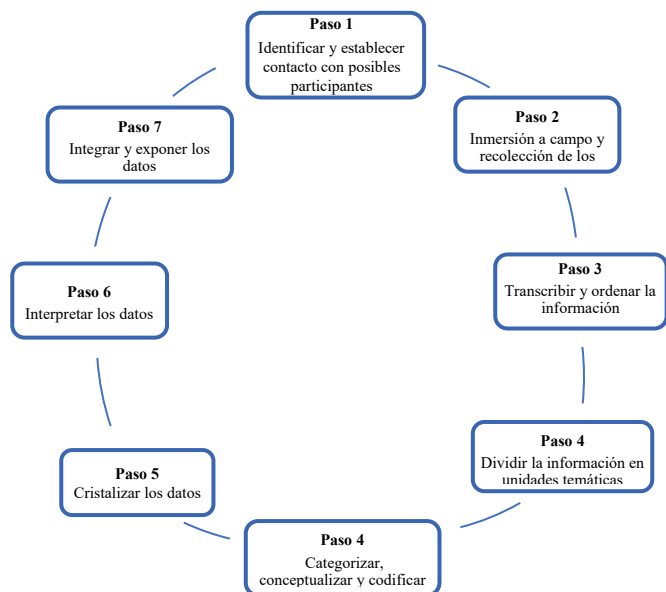 Paso 1
Identificar y establecer
contacto con posibles
participantes
Paso 2
Inmersión a campo y
recolección de los
Paso 3
Transcribir y ordenar la
información
Paso 4
Dividir la información en
unidades temáticas
Paso 4
Categorizar,
conceptualizar y codificar
Paso 5
Cristalizar los datos
Paso 6
Interpretar los datos
Paso 7
Integrar y exponer los
datos